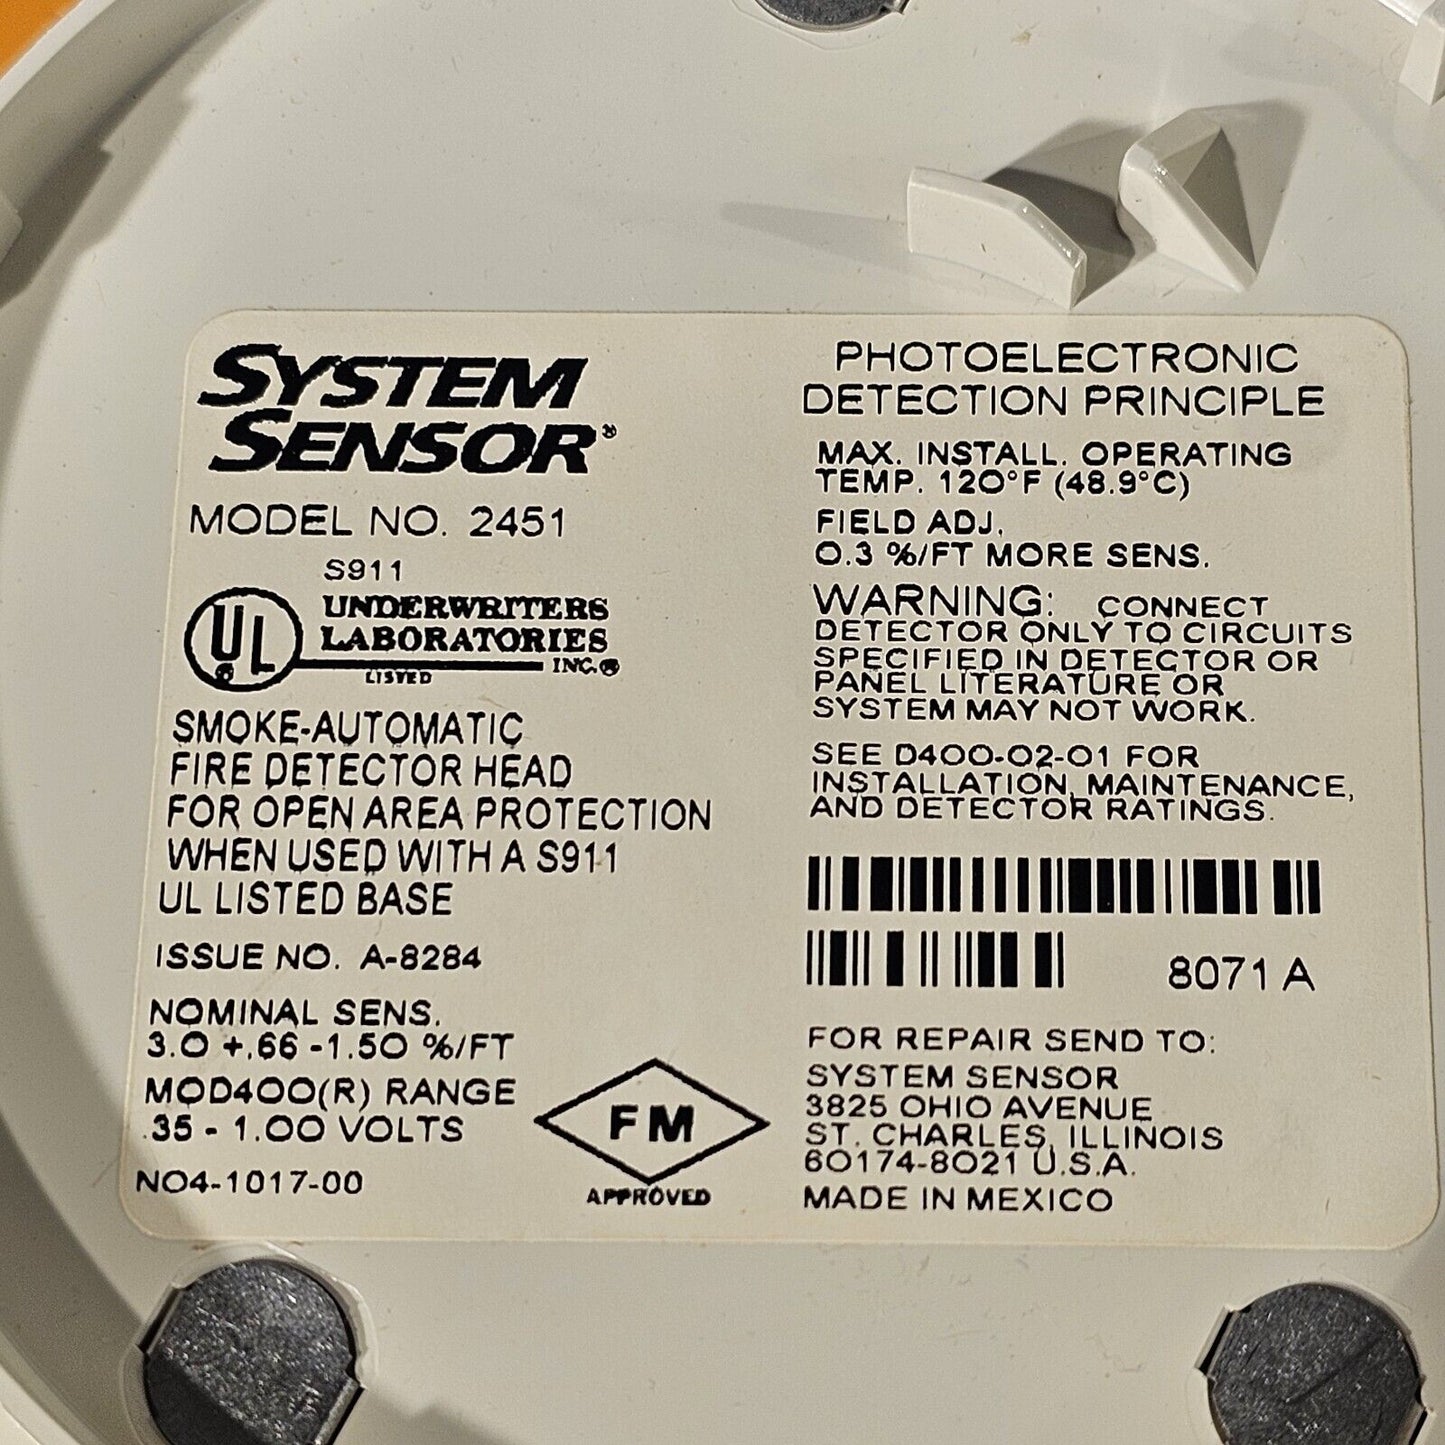 SYSTEM
SENSOR®
MODEL NO. 2451
S911
UL® UNDERWRITERS
LABORATORIES
INC.®
LISTED
SMOKE-AUTOMATIC
FIRE DETECTOR HEAD
FOR OPEN AREA PROTECTION
WHEN USED WITH A S911
UL LISTED BASE
ISSUE NO. A-8284
NOMINAL SENS.
3.0 +.66 -1.50 %/FT
MOD400(R) RANGE
.35 - 1.00 VOLTS
N04-1017-00
FM
APPROVED
PHOTOELECTRONIC
DETECTION PRINCIPLE
MAX. INSTALL. OPERATING
TEMP. 120°F (48.9°C)
FIELD ADJ.
0.3 %/FT MORE SENS.
WARNING: CONNECT
DETECTOR ONLY TO CIRCUITS
SPECIFIED IN DETECTOR OR
PANEL LITERATURE OR
SYSTEM MAY NOT WORK.
SEE D400-02-01 FOR
INSTALLATION, MAINTENANCE,
AND DETECTOR RATINGS.
8071 A
FOR REPAIR SEND TO:
SYSTEM SENSOR
3825 OHIO AVENUE
ST. CHARLES, ILLINOIS
60174-8021 U.S.A.
MADE IN MEXICO